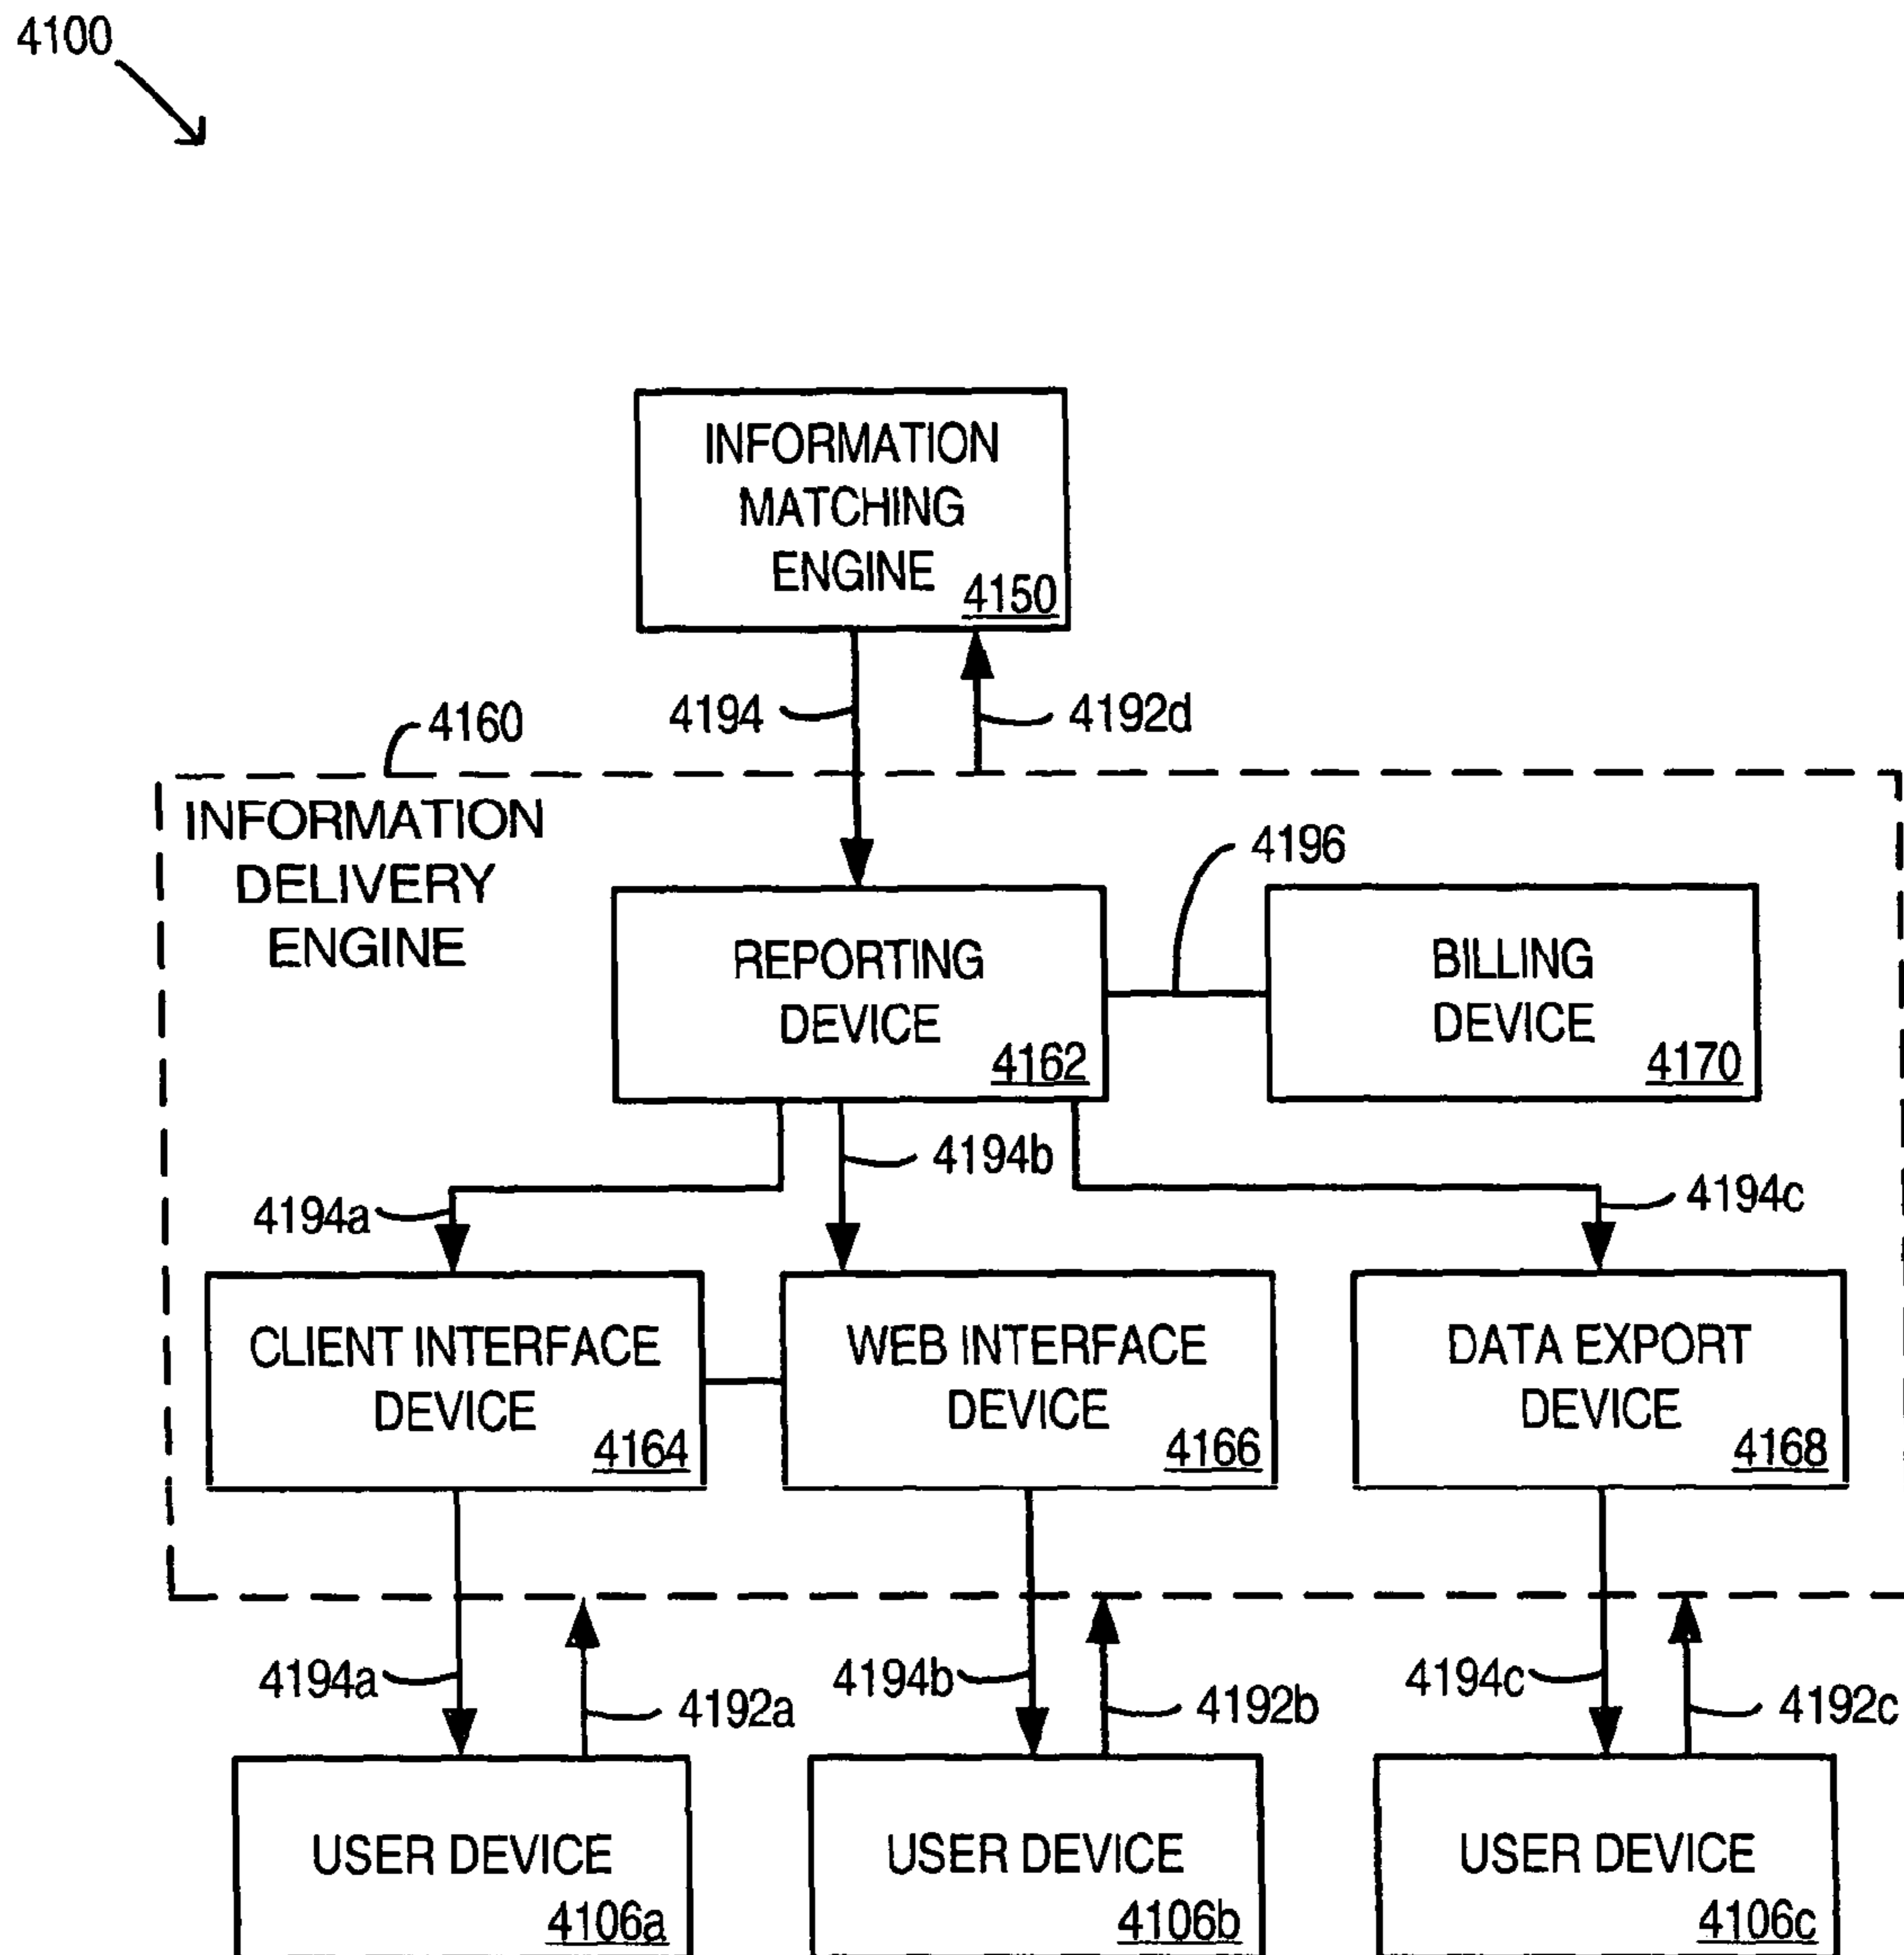 4100
INFORMATION
MATCHING
ENGINE
4150
4194
4192d
4160
INFORMATION
DELIVERY
ENGINE
4196
REPORTING
DEVICE
4162
BILLING
DEVICE
4170
4194b
4194a
4194c
CLIENT INTERFACE
DEVICE
4164
WEB INTERFACE
DEVICE
4166
DATA EXPORT
DEVICE
4168
4194a
4192a
4194b
4192b
4194c
4192c
USER DEVICE
4106a
USER DEVICE
4106b
USER DEVICE
4106c